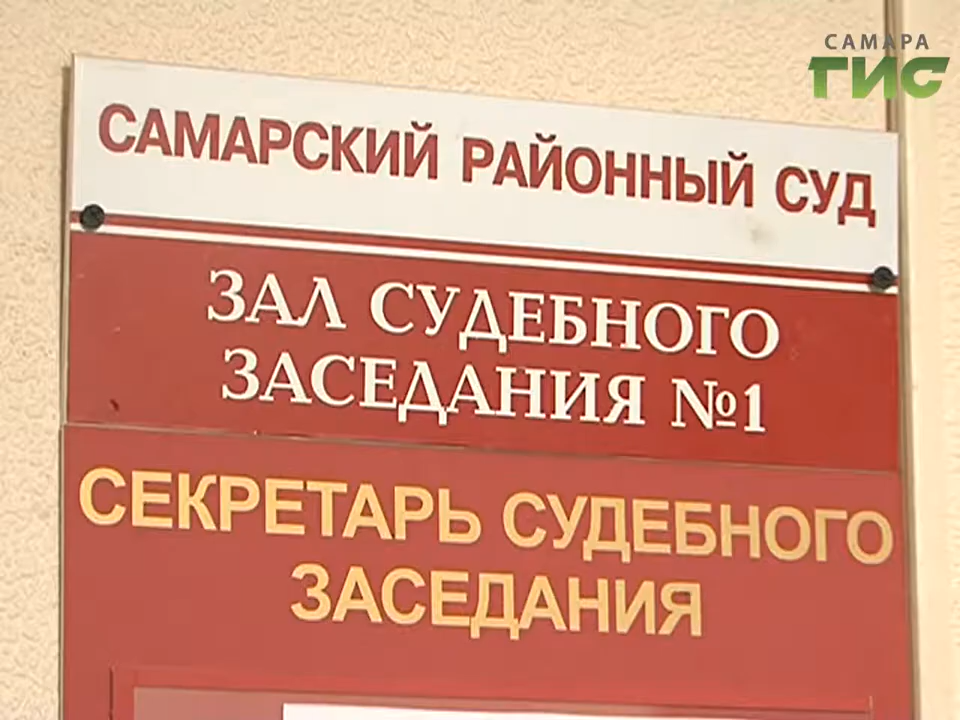 САМАРА
ГИС
САМАРСКИЙ РАЙОННЫЙ СУД
ЗАЛ СУДЕБНОГО
ЗАСЕДАНИЯ №1
СЕКРЕТАРЬ СУДЕБНОГО
ЗАСЕДАНИЯ